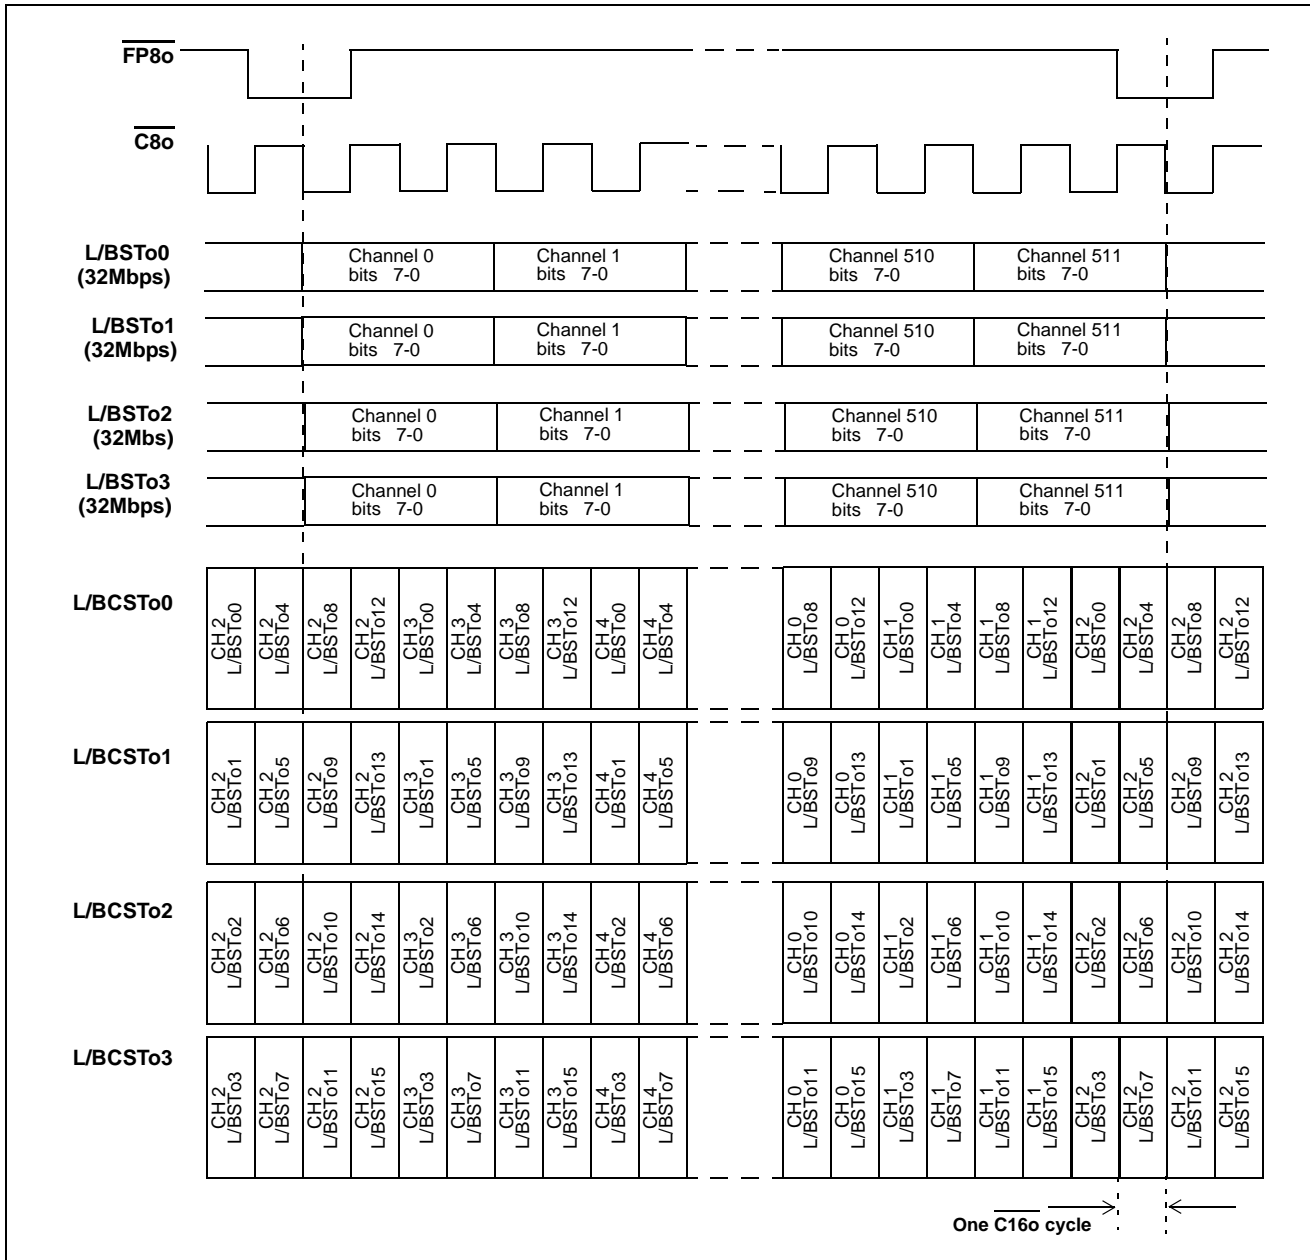 FP8o
C8o
L/BSTo0
(32Mbps)
Channel 0
bits 7-0
Channel 1
bits 7-0
Channel 510
bits 7-0
Channel 511
bits 7-0
L/BSTo1
(32Mbps)
Channel 0
bits 7-0
Channel 1
bits 7-0
Channel 510
bits 7-0
Channel 511
bits 7-0
L/BSTo2
(32Mbs)
Channel 0
bits 7-0
Channel 1
bits 7-0
Channel 510
bits 7-0
Channel 511
bits 7-0
L/BSTo3
(32Mbps)
Channel 0
bits 7-0
Channel 1
bits 7-0
Channel 510
bits 7-0
Channel 511
bits 7-0
L/BCSTo0
CH 2
L/BSTo0
CH 2
L/BSTo4
CH 2
L/BSTo8
CH 2
L/BSTo12
CH 3
L/BSTo0
CH 3
L/BSTo4
CH 3
L/BSTo8
CH 3
L/BSTo12
CH 4
L/BSTo0
CH 4
L/BSTo4
CH 0
L/BSTo8
CH 0
L/BSTo12
CH 1
L/BSTo0
CH 1
L/BSTo4
CH 1
L/BSTo8
CH 1
L/BSTo12
CH 2
L/BSTo0
CH 2
L/BSTo4
CH 2
L/BSTo8
CH 2
L/BSTo12
L/BCSTo1
CH 2
L/BSTo1
CH 2
L/BSTo5
CH 2
L/BSTo9
CH 2
L/BSTo13
CH 3
L/BSTo1
CH 3
L/BSTo5
CH 3
L/BSTo9
CH 3
L/BSTo13
CH 4
L/BSTo1
CH 4
L/BSTo5
CH 0
L/BSTo9
CH 0
L/BSTo13
CH 1
L/BSTo1
CH 1
L/BSTo5
CH 1
L/BSTo9
CH 1
L/BSTo13
CH 2
L/BSTo1
CH 2
L/BSTo5
CH 2
L/BSTo9
CH 2
L/BSTo13
L/BCSTo2
CH 2
L/BSTo2
CH 2
L/BSTo6
CH 2
L/BSTo10
CH 2
L/BSTo14
CH 3
L/BSTo2
CH 3
L/BSTo6
CH 3
L/BSTo10
CH 3
L/BSTo14
CH 4
L/BSTo2
CH 4
L/BSTo6
CH 0
L/BSTo10
CH 0
L/BSTo14
CH 1
L/BSTo2
CH 1
L/BSTo6
CH 1
L/BSTo10
CH 1
L/BSTo14
CH 2
L/BSTo2
CH 2
L/BSTo6
CH 2
L/BSTo10
CH 2
L/BSTo14
L/BCSTo3
CH 2
L/BSTo3
CH 2
L/BSTo7
CH 2
L/BSTo11
CH 2
L/BSTo15
CH 3
L/BSTo3
CH 3
L/BSTo7
CH 3
L/BSTo11
CH 3
L/BSTo15
CH 4
L/BSTo3
CH 4
L/BSTo7
CH 0
L/BSTo11
CH 0
L/BSTo15
CH 1
L/BSTo3
CH 1
L/BSTo7
CH 1
L/BSTo11
CH 1
L/BSTo15
CH 2
L/BSTo3
CH 2
L/BSTo7
CH 2
L/BSTo11
CH 2
L/BSTo15
One C16o cycle